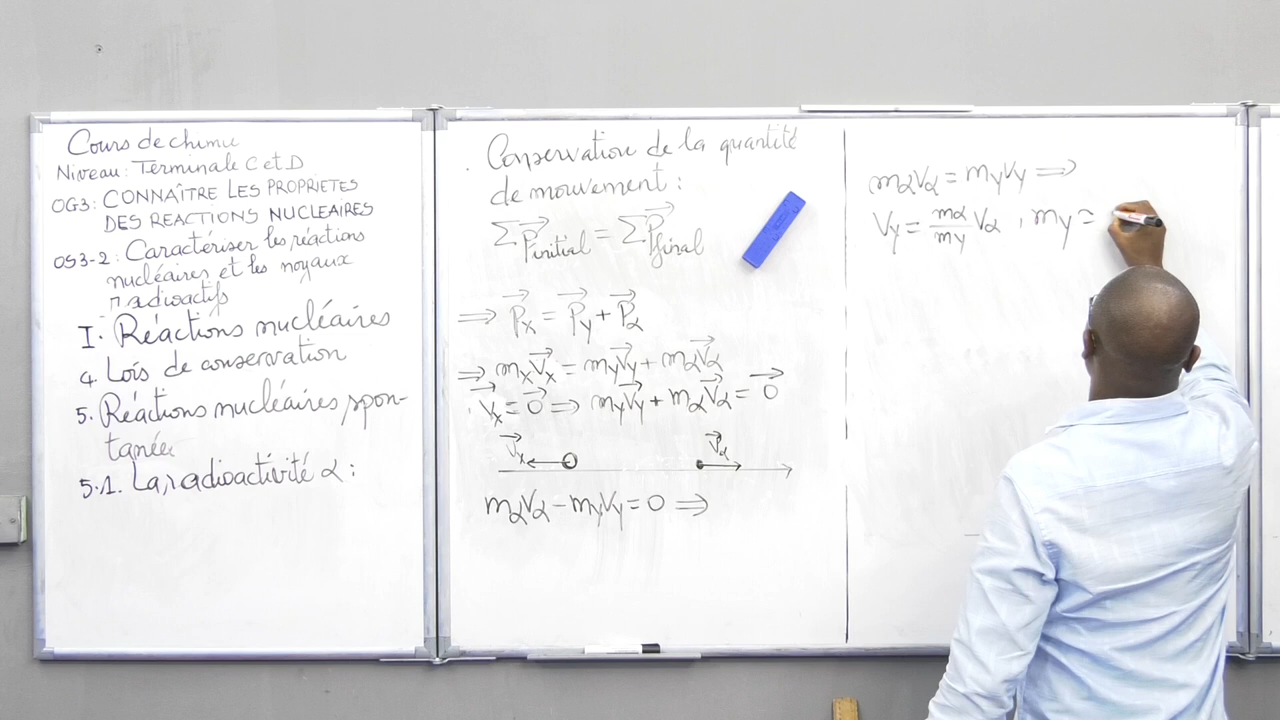 Cours de chimie
Niveau: Terminale C et D
OG3: CONNAÎTRE LES PROPRIETES
DES REACTIONS NUCLEAIRES
OS3-2: Caractériser les réactions
nucléaires et les noyaux
radioactifs
I. Réactions nucléaires
4. Lois de conservation
5. Réactions nucléaires spon-
tanées
5.1. La radioactivité α:
Conservation de la quantité
de mouvement:
∑P⃗initial = ∑P⃗final
⟹ P⃗x = P⃗y + P⃗α
⟹ mxV⃗x = myV⃗y + mαV⃗α
V⃗x = 0⃗ ⟹ myV⃗y + mαV⃗α = 0⃗
V⃗x V⃗α
mαVα − myVy = 0 ⟹
mαVα = myVy ⟹
Vy = mα/my Vα , my =